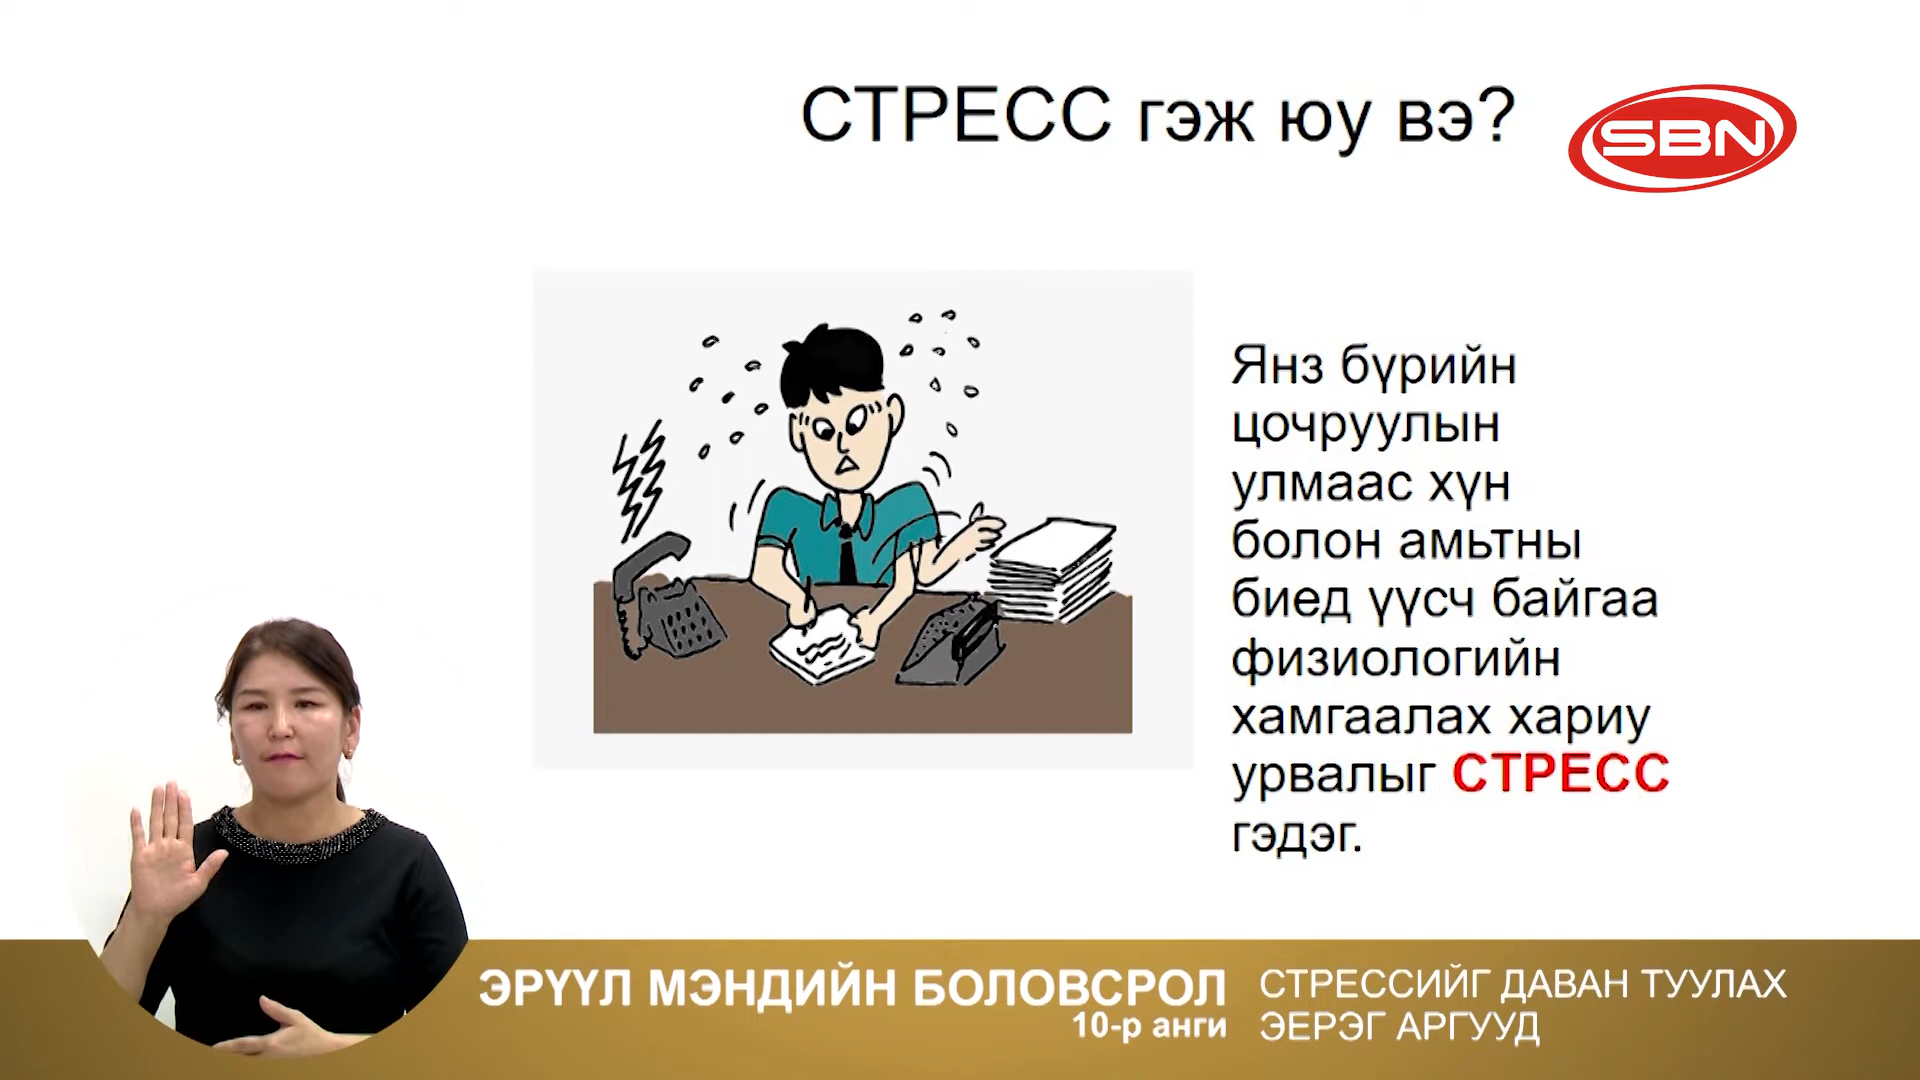 СТРЕСС гэж юу вэ?
SBN
Янз бүрийн
цочруулын
улмаас хүн
болон амьтны
биед үүсч байгаа
физиологийн
хамгаалах хариу
урвалыг СТРЕСС
гэдэг.
ЭРҮҮЛ МЭНДИЙН БОЛОВСРОЛ
10-р анги
СТРЕССИЙГ ДАВАН ТУУЛАХ
ЭЕРЭГ АРГУУД